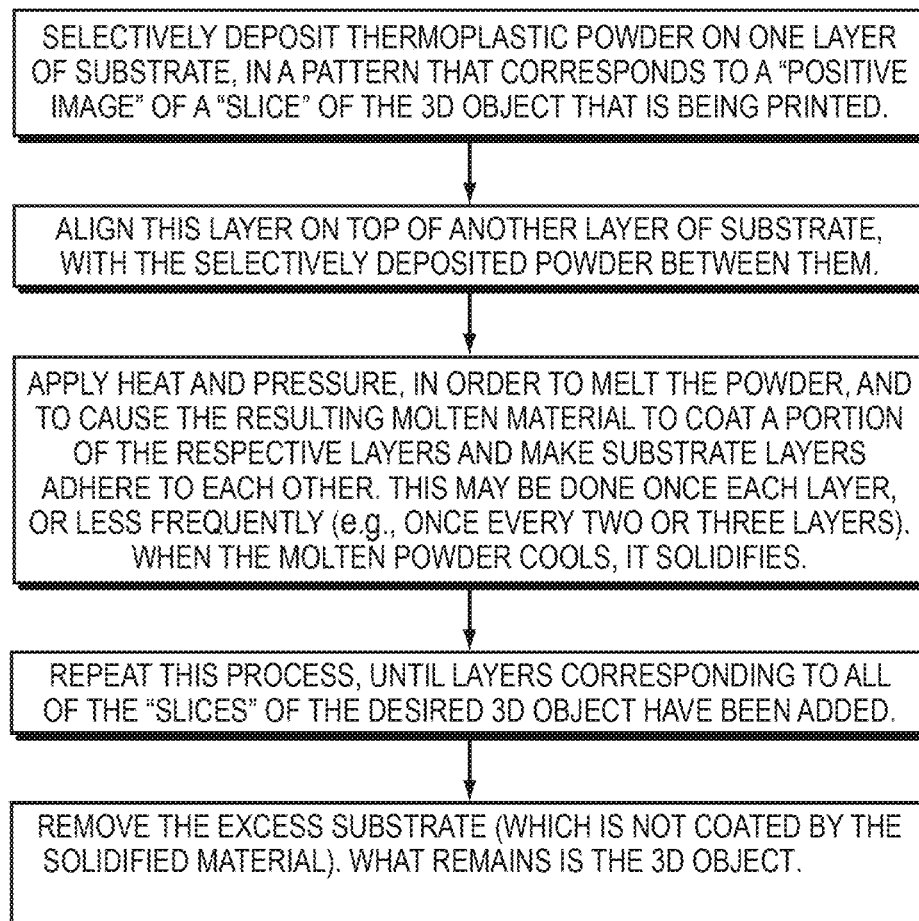 SELECTIVELY DEPOSIT THERMOPLASTIC POWDER ON ONE LAYER
OF SUBSTRATE, IN A PATTERN THAT CORRESPONDS TO A “POSITIVE
IMAGE” OF A “SLICE” OF THE 3D OBJECT THAT IS BEING PRINTED.
ALIGN THIS LAYER ON TOP OF ANOTHER LAYER OF SUBSTRATE,
WITH THE SELECTIVELY DEPOSITED POWDER BETWEEN THEM.
APPLY HEAT AND PRESSURE, IN ORDER TO MELT THE POWDER, AND
TO CAUSE THE RESULTING MOLTEN MATERIAL TO COAT A PORTION
OF THE RESPECTIVE LAYERS AND MAKE SUBSTRATE LAYERS
ADHERE TO EACH OTHER. THIS MAY BE DONE ONCE EACH LAYER,
OR LESS FREQUENTLY (e.g., ONCE EVERY TWO OR THREE LAYERS).
WHEN THE MOLTEN POWDER COOLS, IT SOLIDIFIES.
REPEAT THIS PROCESS, UNTIL LAYERS CORRESPONDING TO ALL
OF THE “SLICES” OF THE DESIRED 3D OBJECT HAVE BEEN ADDED.
REMOVE THE EXCESS SUBSTRATE (WHICH IS NOT COATED BY THE
SOLIDIFIED MATERIAL). WHAT REMAINS IS THE 3D OBJECT.